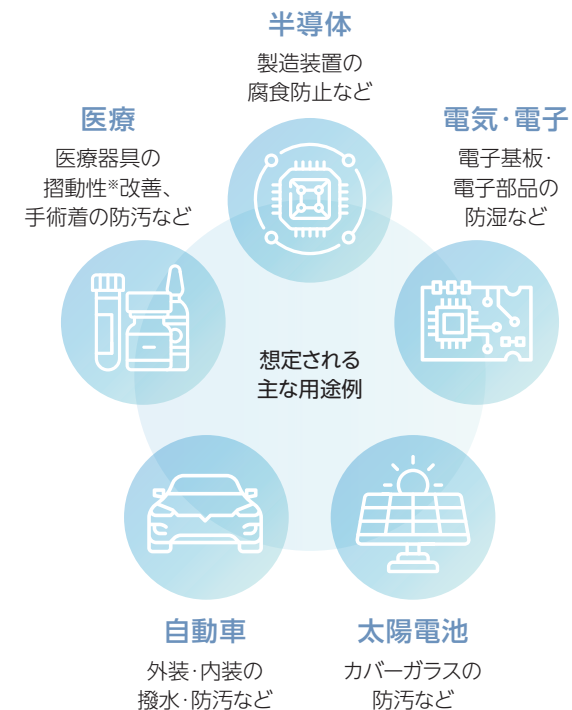 半導体
製造装置の
腐食防止など
医療
医療器具の
摺動性※改善、
手術着の防汚など
電気・電子
電子基板・
電子部品の
防湿など
想定される
主な用途例
自動車
外装・内装の
撥水・防汚など
太陽電池
カバーガラスの
防汚など